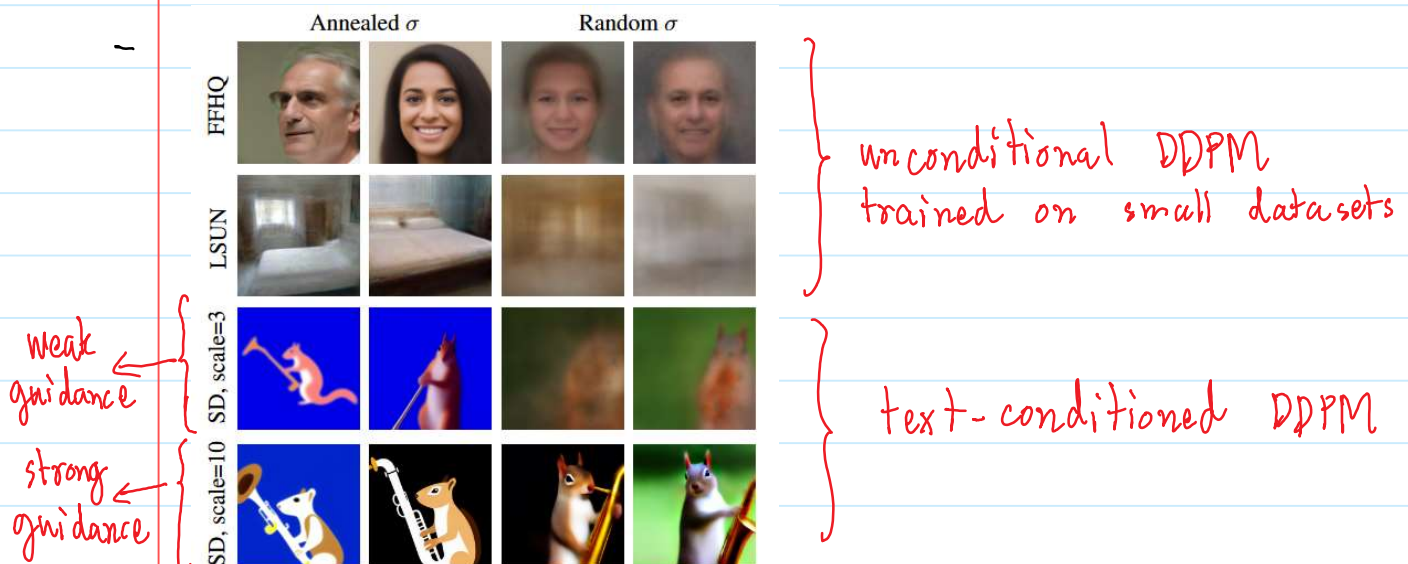 Annealed σ Random σ
–
FFHQ
LSUN
SD, scale=3
SD, scale=10
unconditional DDPM
trained on small datasets
weak
guidance
text-conditioned DDPM
strong
guidance